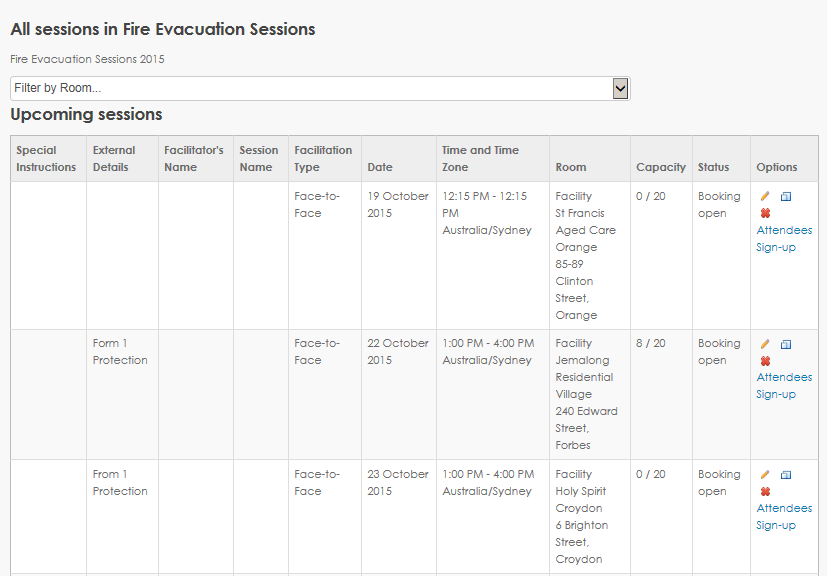 All sessions in Fire Evacuation Sessions
Fire Evacuation Sessions 2015
Filter by Room...
Upcoming sessions
Special Instructions
External Details
Facilitator's Name
Session Name
Facilitation Type
Date
Time and Time Zone
Room
Capacity
Status
Options
Face-to-
Face
19 October
2015
12:15 PM - 12:15
PM
Australia/Sydney
Facility
St Francis
Aged Care
Orange
85-89
Clinton
Street,
Orange
0 / 20
Booking
open
Attendees
Sign-up
Form 1
Protection
Face-to-
Face
22 October
2015
1:00 PM - 4:00 PM
Australia/Sydney
Facility
Jemalong
Residential
Village
240 Edward
Street,
Forbes
8 / 20
Booking
open
Attendees
Sign-up
From 1
Protection
Face-to-
Face
23 October
2015
1:00 PM - 4:00 PM
Australia/Sydney
Facility
Holy Spirit
Croydon
6 Brighton
Street,
Croydon
0 / 20
Booking
open
Attendees
Sign-up